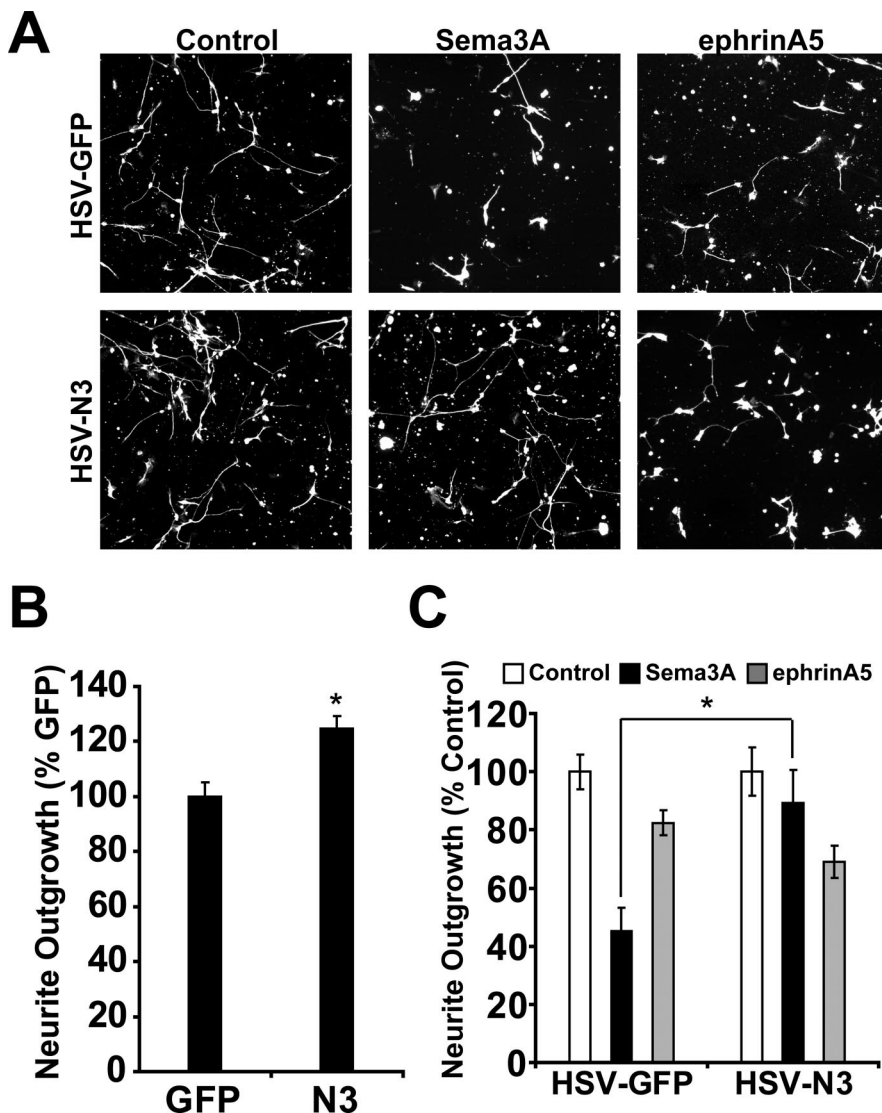 A
Control Sema3A ephrinA5
HSV-GFP
HSV-N3
B
Neurite Outgrowth (% GFP)
140
120
100
80
60
40
20
0
*
GFP N3
C
Control Sema3A ephrinA5
Neurite Outgrowth (% Control)
120
100
80
60
40
20
0
*
HSV-GFP HSV-N3